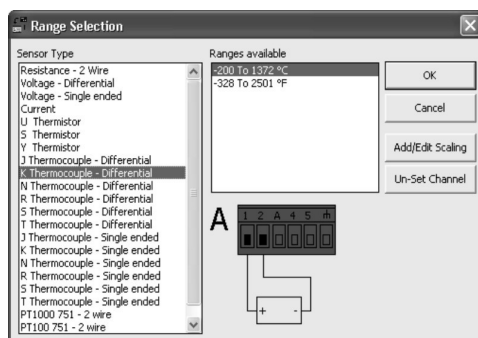 Range Selection
Sensor Type
Resistance - 2 Wire
Voltage - Differential
Voltage - Single ended
Current
U Thermistor
S Thermistor
Y Thermistor
J Thermocouple - Differential
K Thermocouple - Differential
N Thermocouple - Differential
R Thermocouple - Differential
S Thermocouple - Differential
T Thermocouple - Differential
J Thermocouple - Single ended
K Thermocouple - Single ended
N Thermocouple - Single ended
R Thermocouple - Single ended
S Thermocouple - Single ended
T Thermocouple - Single ended
PT100 751 - 2 wire
PT1000 751 - 2 wire
Ranges available
-200 To 1372 °C
-328 To 2501 °F
OK
Cancel
Add/Edit Scaling
Un-Set Channel
A
1 2 A 4 5
+ -